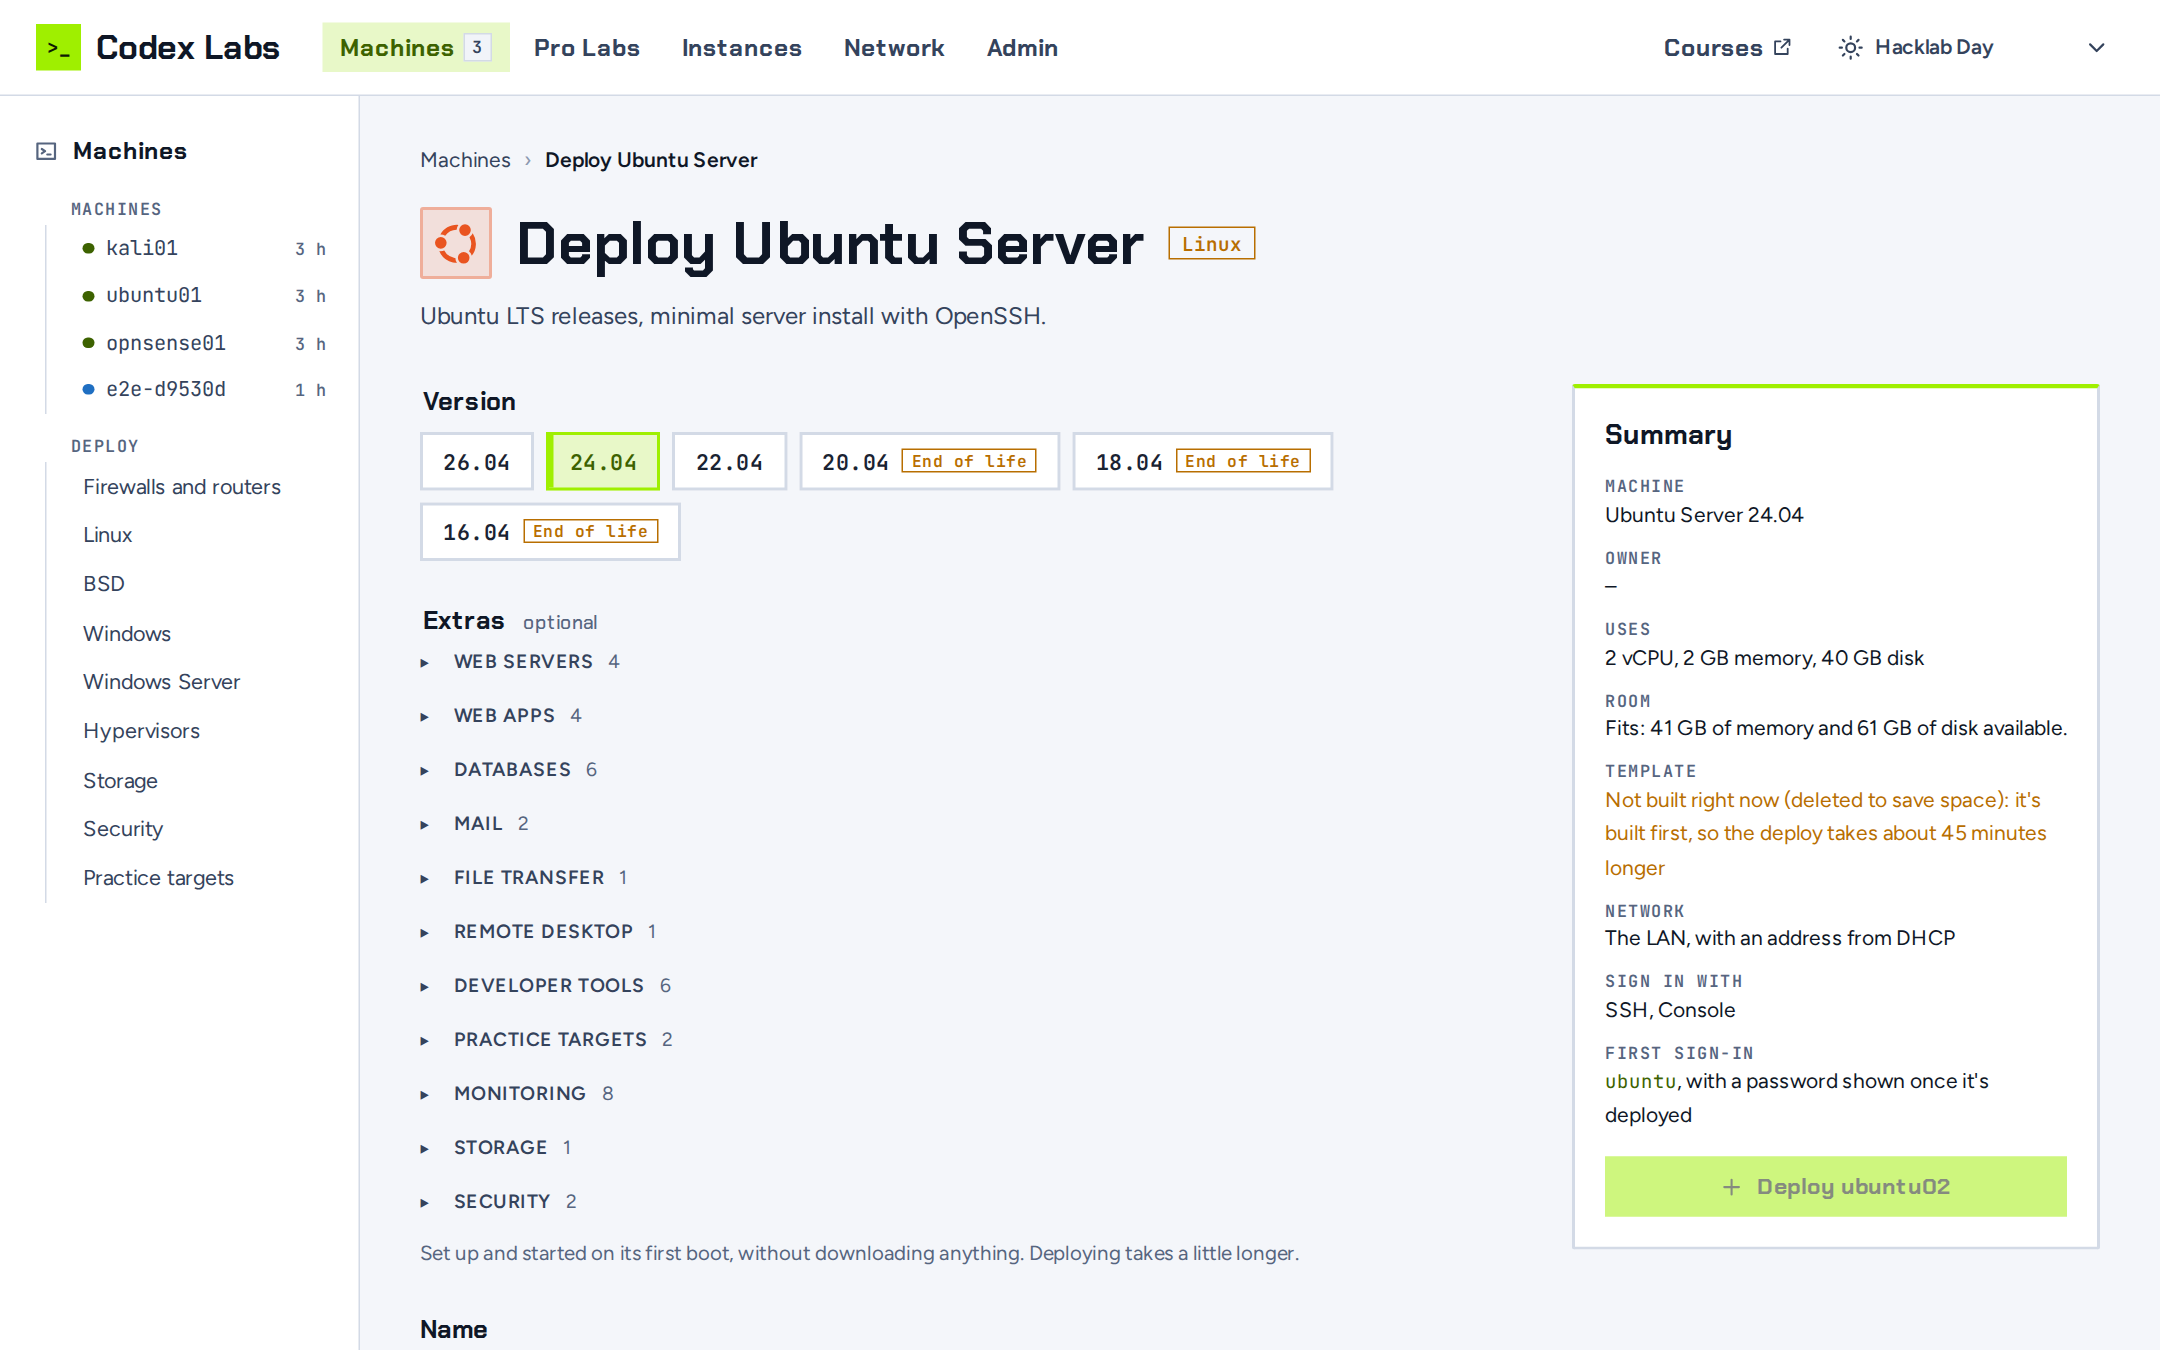 >_ Codex Labs Machines 3 Pro Labs Instances Network Admin Courses Hacklab Day
Machines
MACHINES
kali01 3 h
ubuntu01 3 h
opnsense01 3 h
e2e-d9530d 1 h
DEPLOY
Firewalls and routers
Linux
BSD
Windows
Windows Server
Hypervisors
Storage
Security
Practice targets
Machines › Deploy Ubuntu Server
Deploy Ubuntu Server Linux
Ubuntu LTS releases, minimal server install with OpenSSH.
Version
26.04 24.04 22.04 20.04 End of life 18.04 End of life
16.04 End of life
Extras optional
WEB SERVERS 4
WEB APPS 4
DATABASES 6
MAIL 2
FILE TRANSFER 1
REMOTE DESKTOP 1
DEVELOPER TOOLS 6
PRACTICE TARGETS 2
MONITORING 8
STORAGE 1
SECURITY 2
Set up and started on its first boot, without downloading anything. Deploying takes a little longer.
Name
Summary
MACHINE
Ubuntu Server 24.04
OWNER
–
USES
2 vCPU, 2 GB memory, 40 GB disk
ROOM
Fits: 41 GB of memory and 61 GB of disk available.
TEMPLATE
Not built right now (deleted to save space): it's
built first, so the deploy takes about 45 minutes
longer
NETWORK
The LAN, with an address from DHCP
SIGN IN WITH
SSH, Console
FIRST SIGN-IN
ubuntu, with a password shown once it's
deployed
+ Deploy ubuntu02